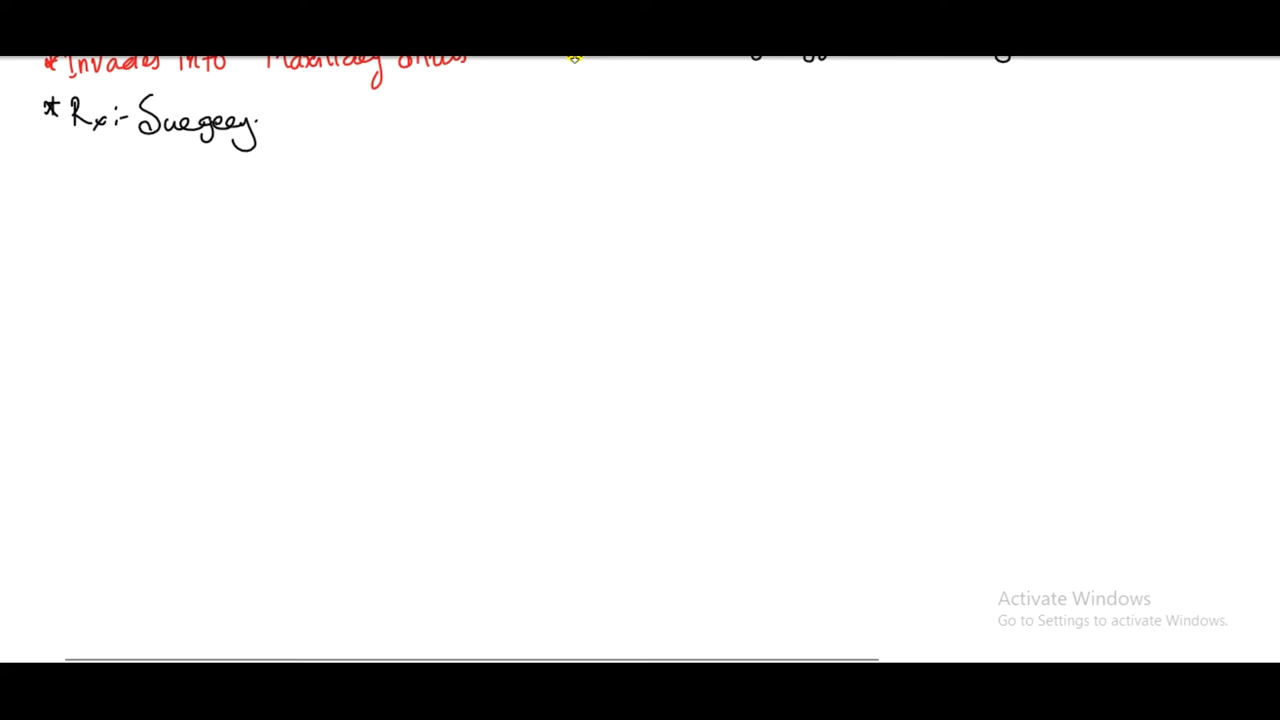 * Invades into Maxillary sinus
* Rx :- Surgery.
Activate Windows
Go to Settings to activate Windows.